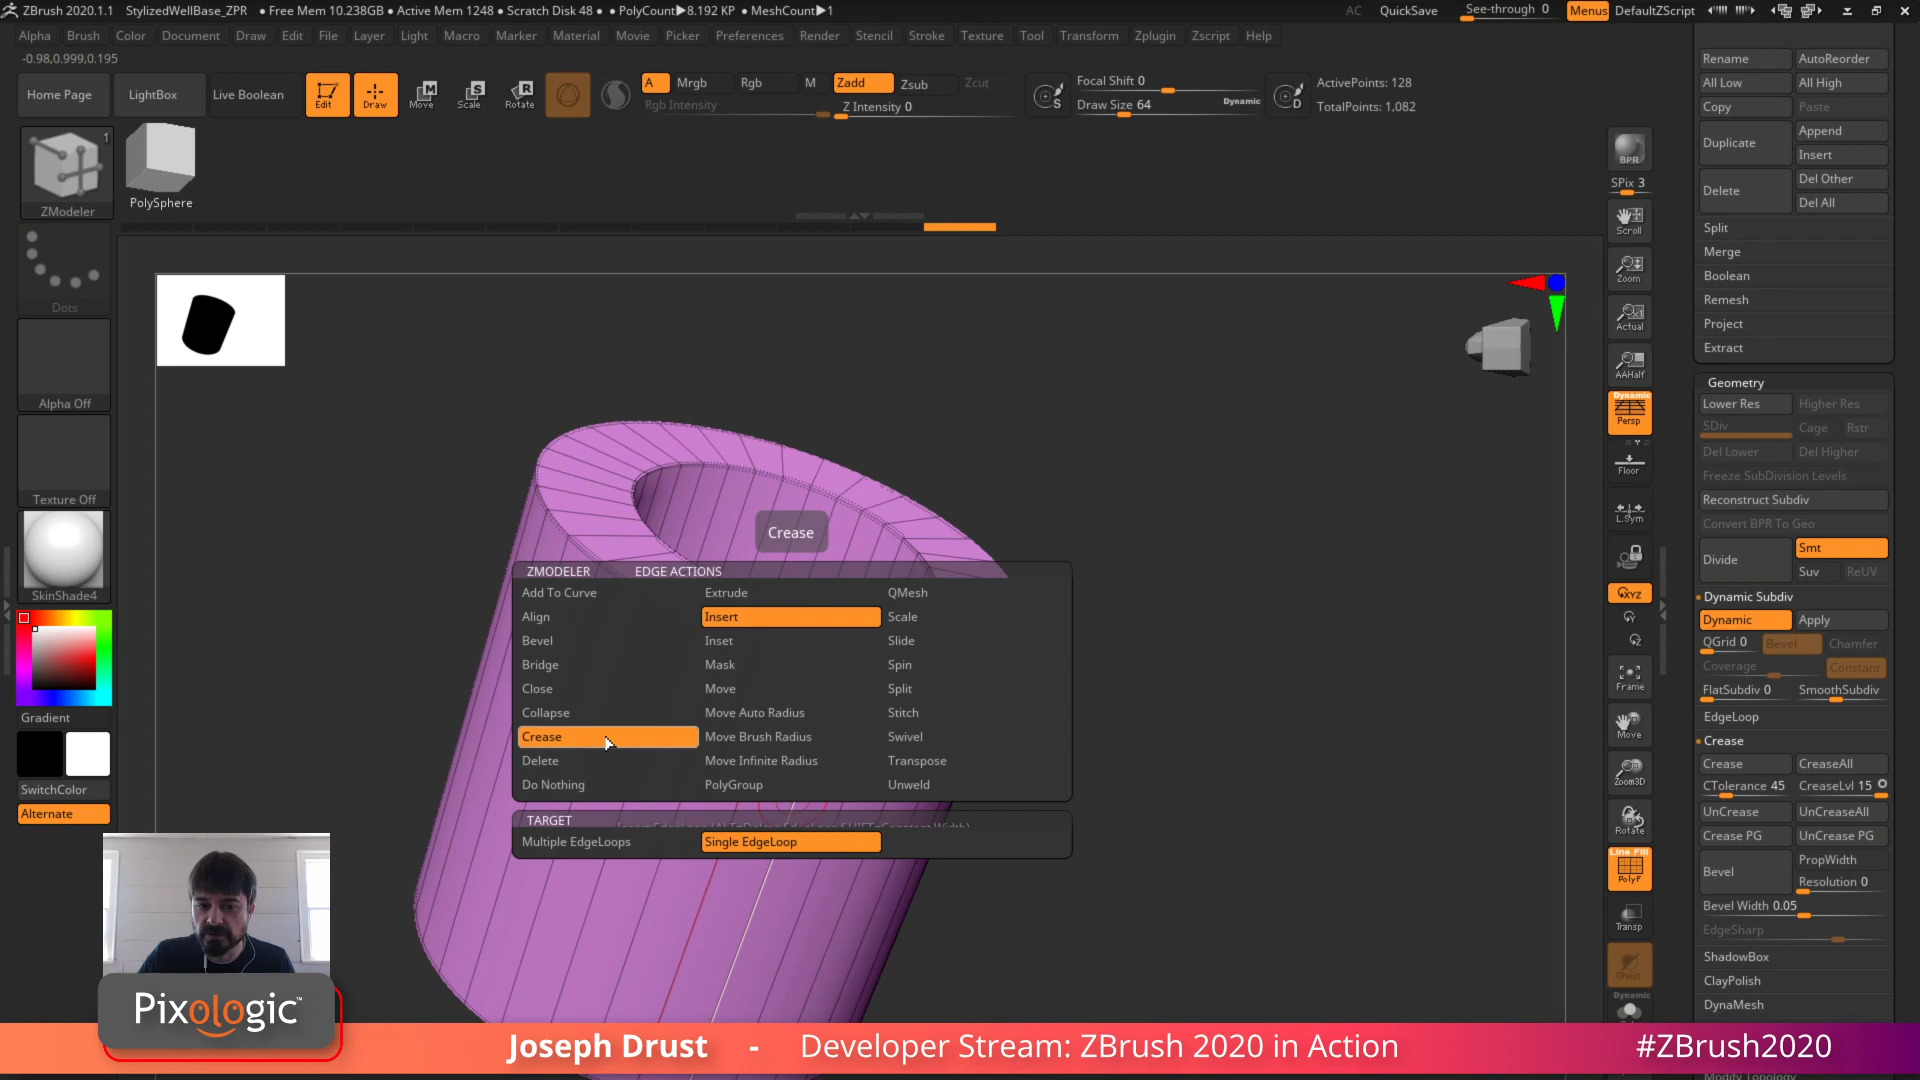 ZBrush 2020.1.1 StylizedWellBase_ZPR • Free Mem 10.238GB • Active Mem 1248 • Scratch Disk 48 • • PolyCount▶8.192 KP • MeshCount▶1
AC QuickSave See-through 0 Menus DefaultZScript
Alpha Brush Color Document Draw Edit File Layer Light Macro Marker Material Movie Picker Preferences Render Stencil Stroke Texture Tool Transform Zplugin Zscript Help
-0.98,0.999,0.195
Home Page LightBox Live Boolean Edit Draw Move Scale Rotate
A Mrgb Rgb M Zadd Zsub Zcut
Rgb Intensity Z Intensity 0
Focal Shift 0
Draw Size 64 Dynamic
ActivePoints: 128
TotalPoints: 1,082
1
ZModeler
PolySphere
Dots
Alpha Off
Texture Off
SkinShade4
Gradient
SwitchColor
Alternate
Crease
ZMODELER EDGE ACTIONS
Add To Curve Extrude QMesh
Align Insert Scale
Bevel Inset Slide
Bridge Mask Spin
Close Move Split
Collapse Move Auto Radius Stitch
Crease Move Brush Radius Swivel
Delete Move Infinite Radius Transpose
Do Nothing PolyGroup Unweld
TARGET
Multiple EdgeLoops Single EdgeLoop
BPR
SPix 3
Scroll
Zoom
Actual
AAHalf
Dynamic
Persp
Floor
L.Sym
XYZ
Frame
Move
Zoom3D
Rotate
Line Fill
PolyF
Transp
Ghost
Dynamic
Rename AutoReorder
All Low All High
Copy Paste
Duplicate Append
Insert
Delete Del Other
Del All
Split
Merge
Boolean
Remesh
Project
Extract
Geometry
Lower Res Higher Res
SDiv Cage Rstr
Del Lower Del Higher
Freeze SubDivision Levels
Reconstruct Subdiv
Convert BPR To Geo
Divide Smt
Suv ReUV
Dynamic Subdiv
Dynamic Apply
QGrid 0 Bevel Chamfer
Coverage Constant
FlatSubdiv 0 SmoothSubdiv
EdgeLoop
Crease
Crease CreaseAll
CTolerance 45 CreaseLvl 15
UnCrease UnCreaseAll
Crease PG UnCrease PG
Bevel PropWidth
Resolution 0
Bevel Width 0.05
EdgeSharp
ShadowBox
ClayPolish
DynaMesh
Modify Topology
Pixologic™
Joseph Drust - Developer Stream: ZBrush 2020 in Action #ZBrush2020